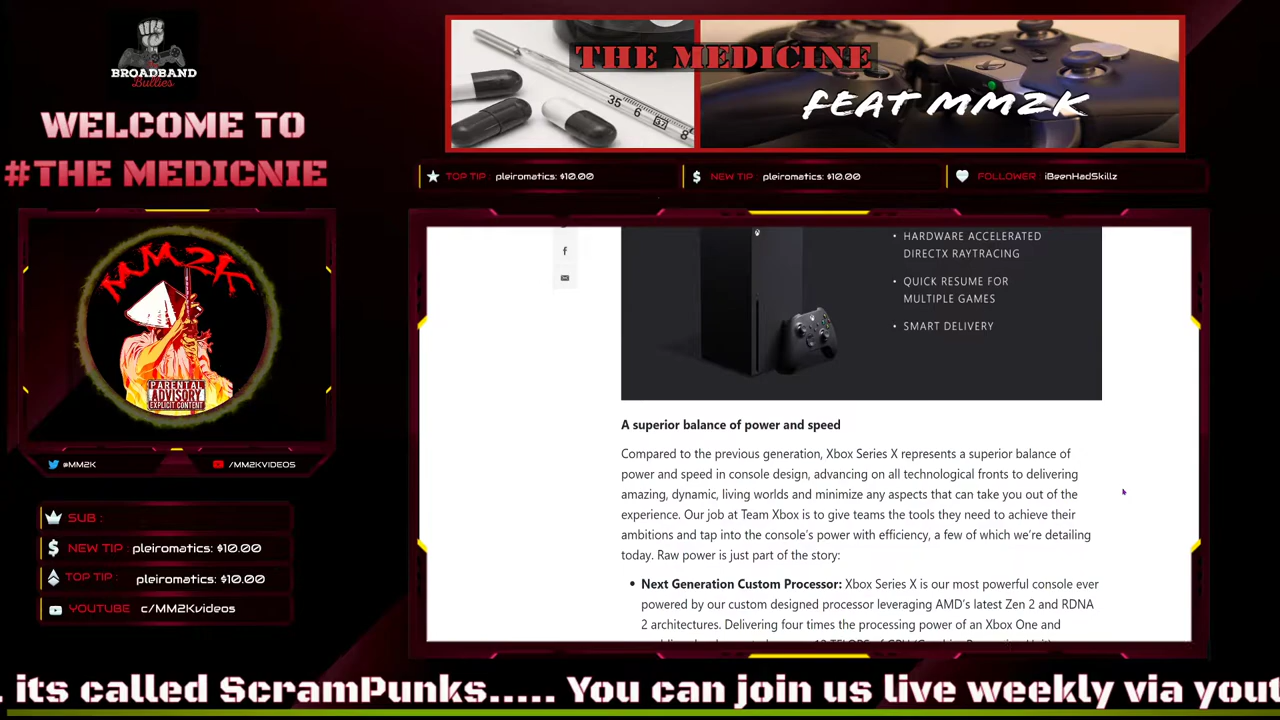 BROADBAND
Bullies
WELCOME TO
#THE MEDICNIE
THE MEDICINE
FEAT MM2K
35
6
37
8
TOP TIP : pleiromatics: $10.00
NEW TIP pleiromatics: $10.00
FOLLOWER : iBeenHadSkillz
MM2K
PARENTAL
ADVISORY
EXPLICIT CONTENT
@MM2K
/MM2KVIDEOS
SUB :
NEW TIP pleiromatics: $10.00
TOP TIP : pleiromatics: $10.00
YOUTUBE c/MM2Kvideos
• HARDWARE ACCELERATED
DIRECTX RAYTRACING
• QUICK RESUME FOR
MULTIPLE GAMES
• SMART DELIVERY
A superior balance of power and speed
Compared to the previous generation, Xbox Series X represents a superior balance of
power and speed in console design, advancing on all technological fronts to delivering
amazing, dynamic, living worlds and minimize any aspects that can take you out of the
experience. Our job at Team Xbox is to give teams the tools they need to achieve their
ambitions and tap into the console's power with efficiency, a few of which we're detailing
today. Raw power is just part of the story:
• Next Generation Custom Processor: Xbox Series X is our most powerful console ever
powered by our custom designed processor leveraging AMD's latest Zen 2 and RDNA
2 architectures. Delivering four times the processing power of an Xbox One and
. its called ScramPunks..... You can join us live weekly via yout